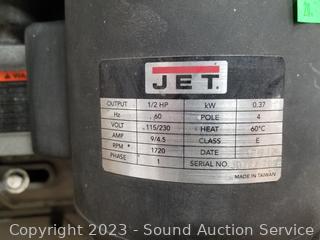 JET.
OUTPUT 1/2 HP kW 0.37
Hz 60 POLE 4
VOLT 115/230 HEAT 60°C
AMP 9/4.5 CLASS E
RPM 1720 DATE
PHASE 1 SERIAL NO.
MADE IN TAIWAN
Copyright 2023 - Sound Auction Service